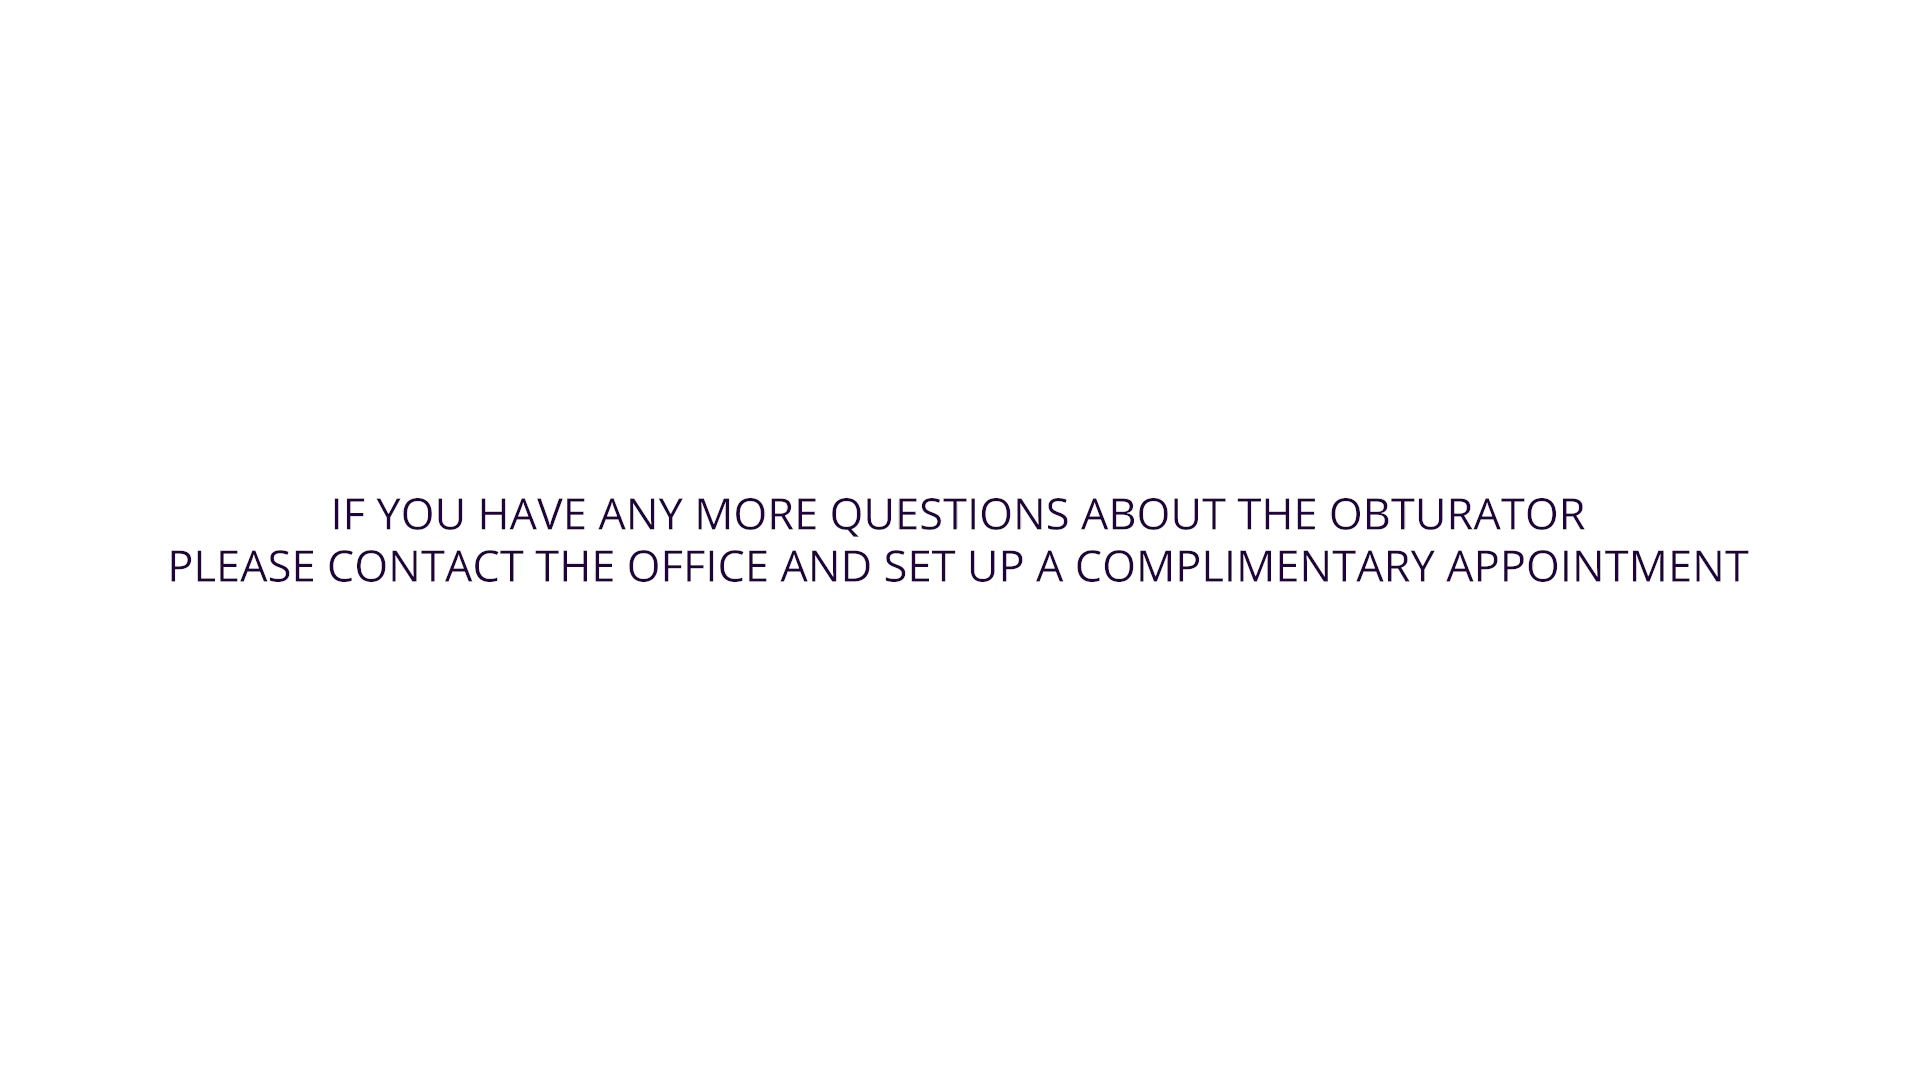 IF YOU HAVE ANY MORE QUESTIONS ABOUT THE OBTURATOR
PLEASE CONTACT THE OFFICE AND SET UP A COMPLIMENTARY APPOINTMENT